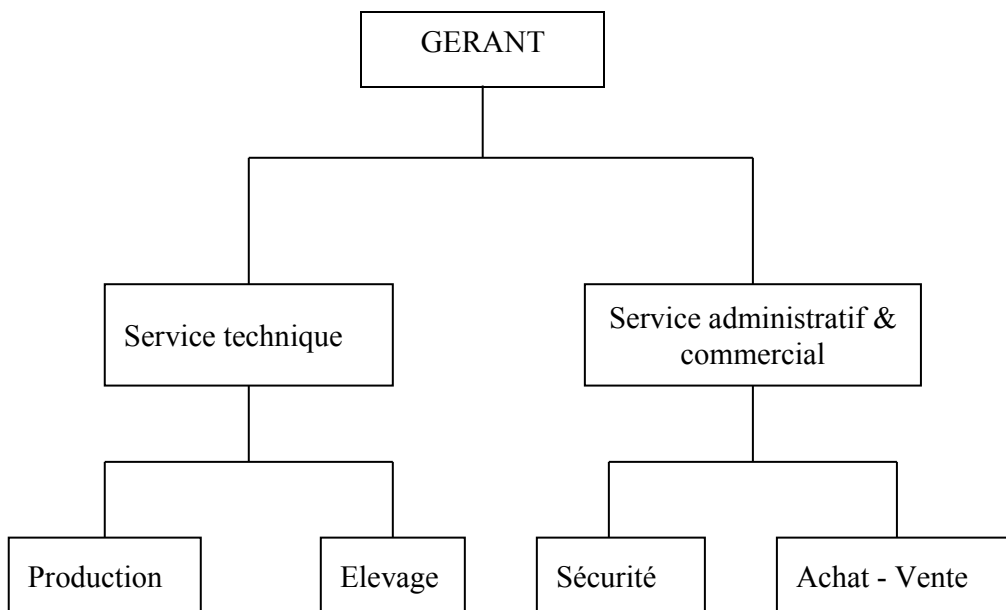 GERANT
Service technique
Service administratif &
commercial
Production
Elevage
Sécurité
Achat - Vente